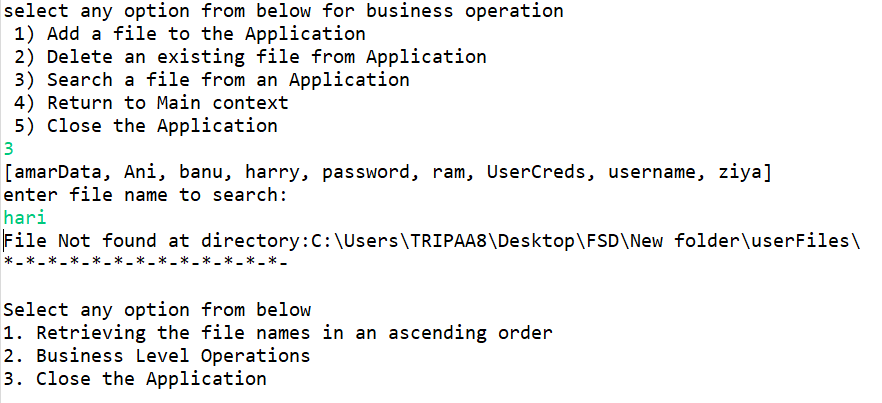 select any option from below for business operation
1) Add a file to the Application
2) Delete an existing file from Application
3) Search a file from an Application
4) Return to Main context
5) Close the Application
3
[amarData, Ani, banu, harry, password, ram, UserCreds, username, ziya]
enter file name to search:
hari
File Not found at directory:C:\Users\TRIPAA8\Desktop\FSD\New folder\userFiles\
*-*-*-*-*-*-*-*-*-*-*-*-*-
Select any option from below
1. Retrieving the file names in an ascending order
2. Business Level Operations
3. Close the Application